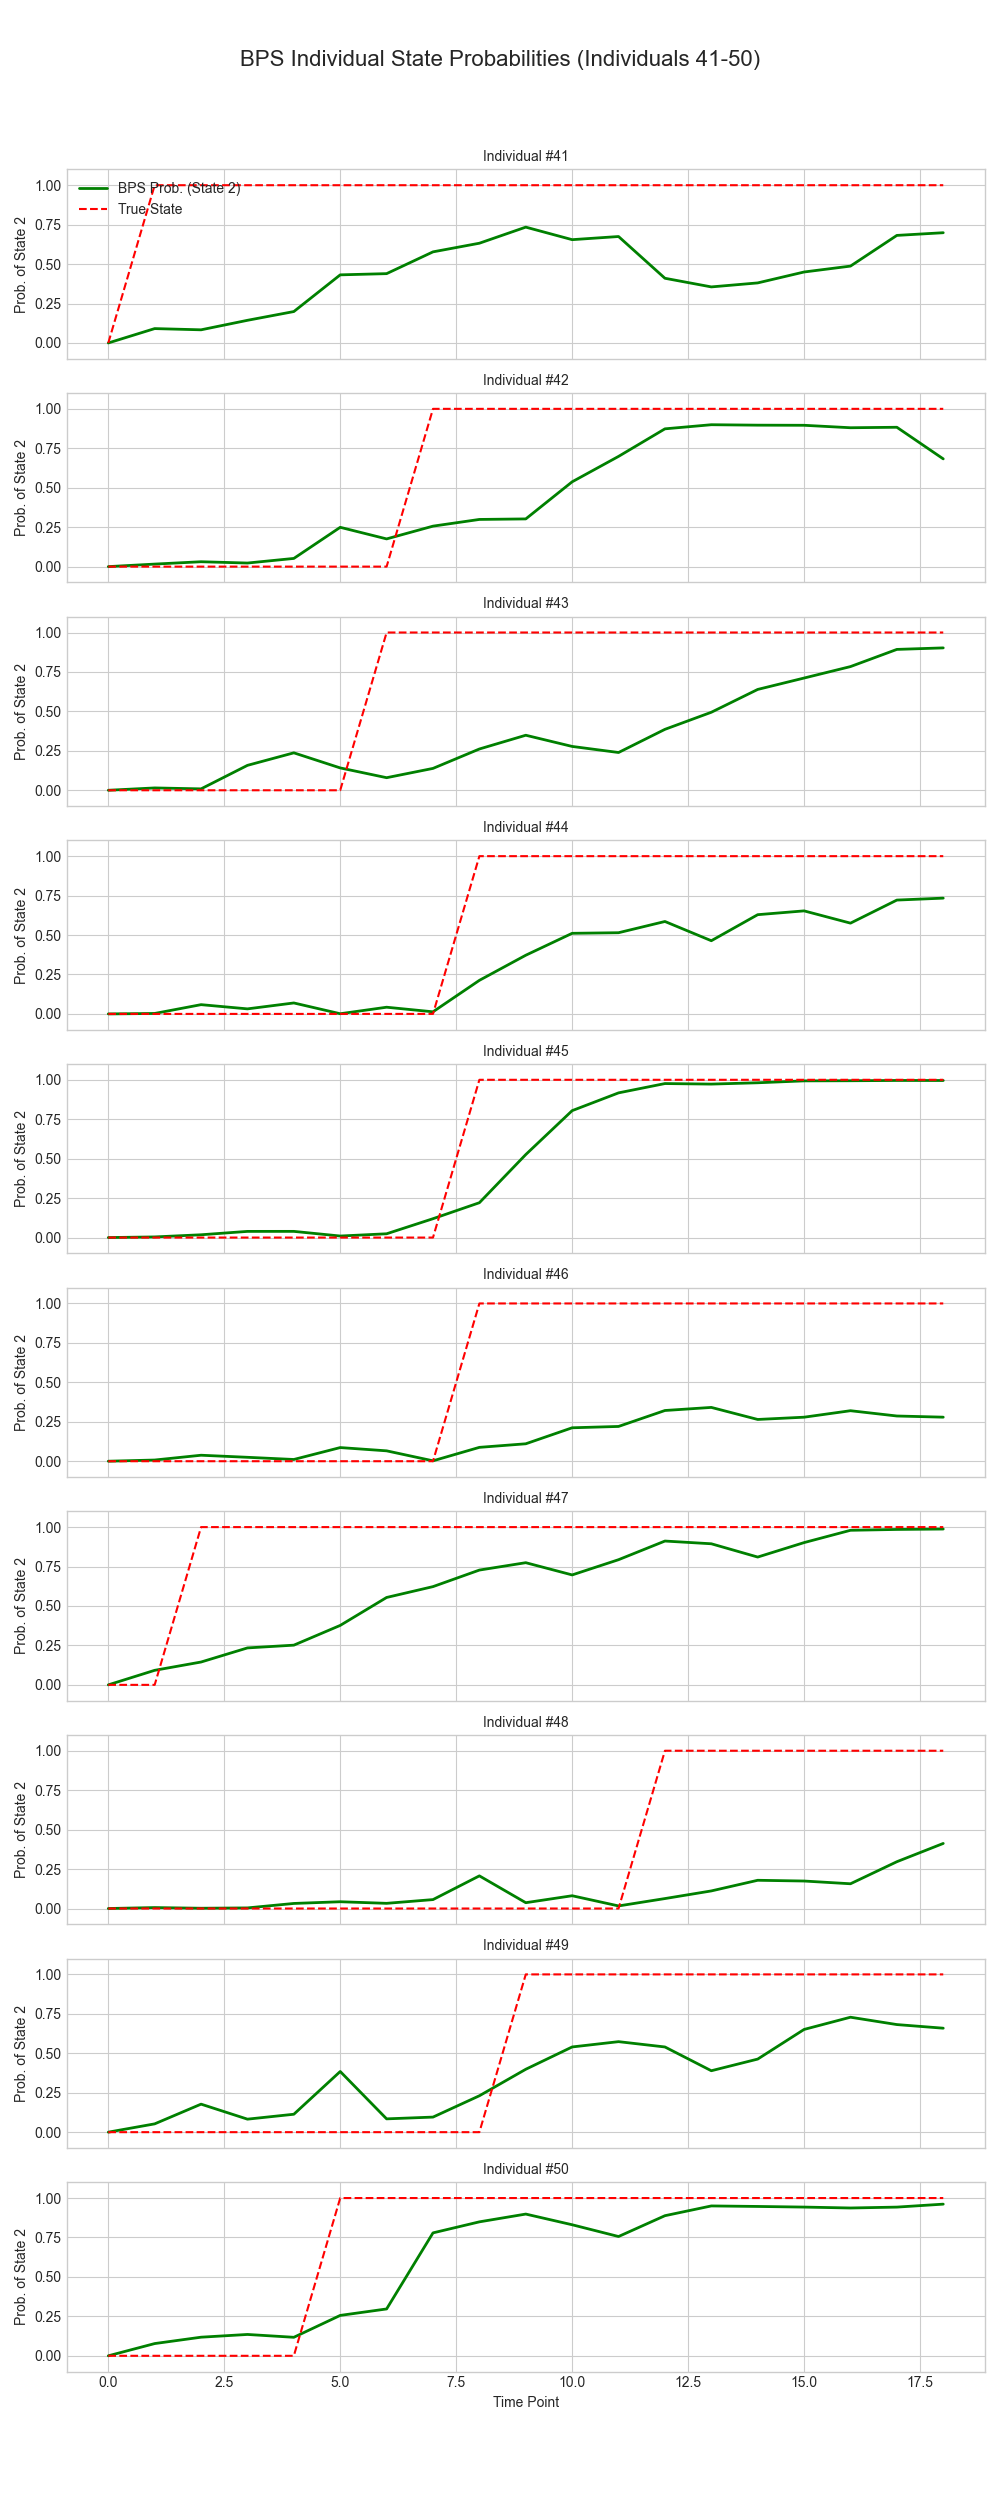 BPS Individual State Probabilities (Individuals 41-50)
Individual #41
BPS Prob. (State 2)
True State
Prob. of State 2
1.00
0.75
0.50
0.25
0.00
Individual #42
Prob. of State 2
1.00
0.75
0.50
0.25
0.00
Individual #43
Prob. of State 2
1.00
0.75
0.50
0.25
0.00
Individual #44
Prob. of State 2
1.00
0.75
0.50
0.25
0.00
Individual #45
Prob. of State 2
1.00
0.75
0.50
0.25
0.00
Individual #46
Prob. of State 2
1.00
0.75
0.50
0.25
0.00
Individual #47
Prob. of State 2
1.00
0.75
0.50
0.25
0.00
Individual #48
Prob. of State 2
1.00
0.75
0.50
0.25
0.00
Individual #49
Prob. of State 2
1.00
0.75
0.50
0.25
0.00
Individual #50
Prob. of State 2
1.00
0.75
0.50
0.25
0.00
0.0 2.5 5.0 7.5 10.0 12.5 15.0 17.5
Time Point